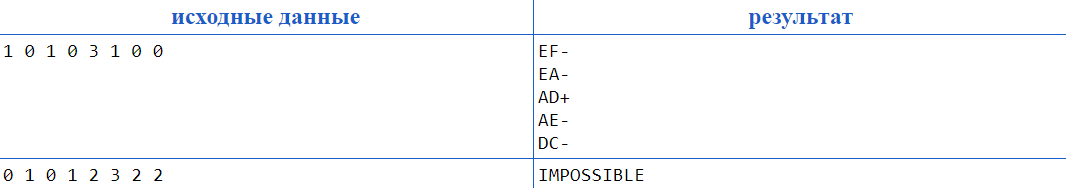 исходные данные результат
1 0 1 0 3 1 0 0 EF-
EA-
AD+
AE-
DC-
0 1 0 1 2 3 2 2 IMPOSSIBLE